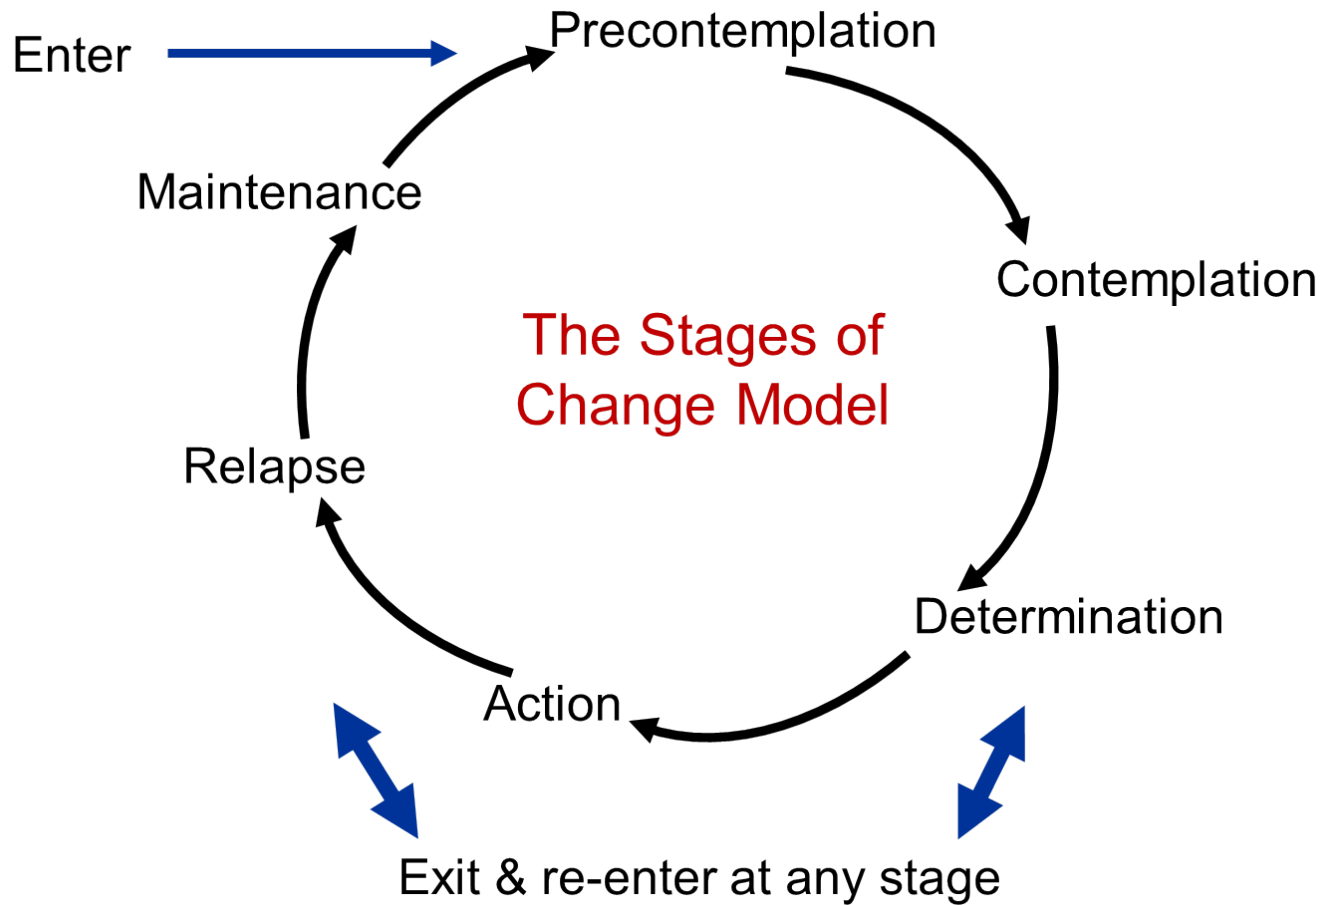 Enter
Precontemplation
Maintenance
Contemplation
The Stages of
Change Model
Relapse
Determination
Action
Exit & re-enter at any stage